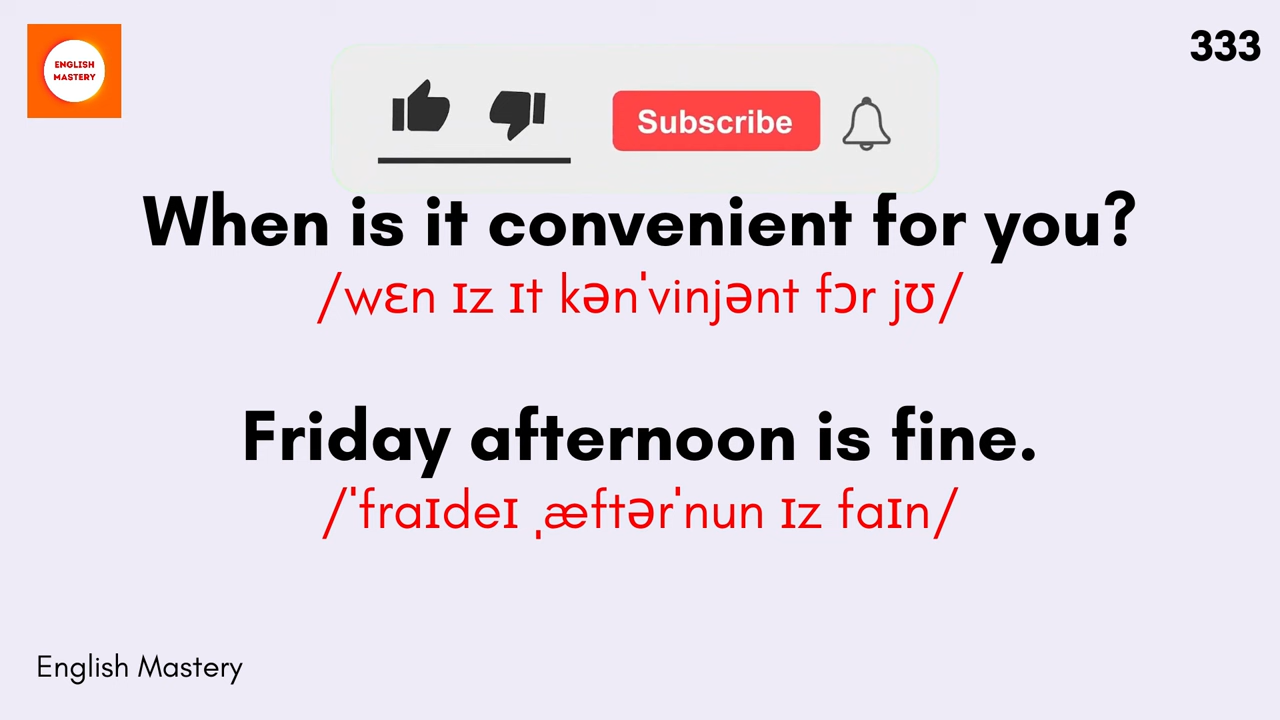 ENGLISH
MASTERY
333
Subscribe
When is it convenient for you?
/wɛn ɪz ɪt kənˈvinjənt fɔr jʊ/
Friday afternoon is fine.
/ˈfraɪdeɪ ˌæftərˈnun ɪz faɪn/
English Mastery